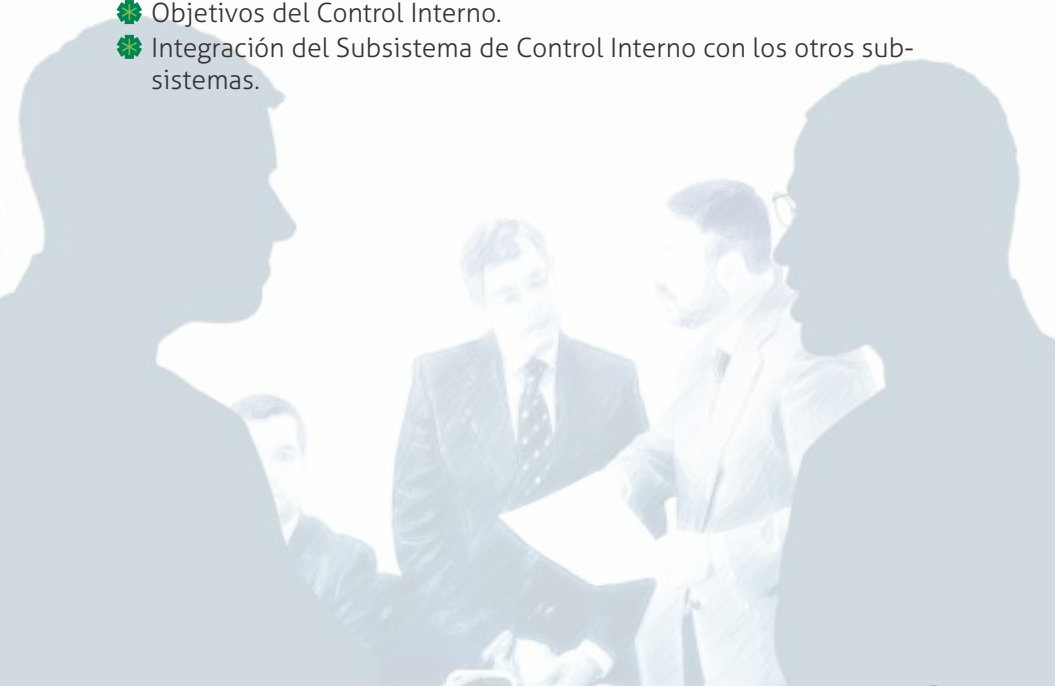 Objetivos del Control Interno.
Integración del Subsistema de Control Interno con los otros sub-
sistemas.